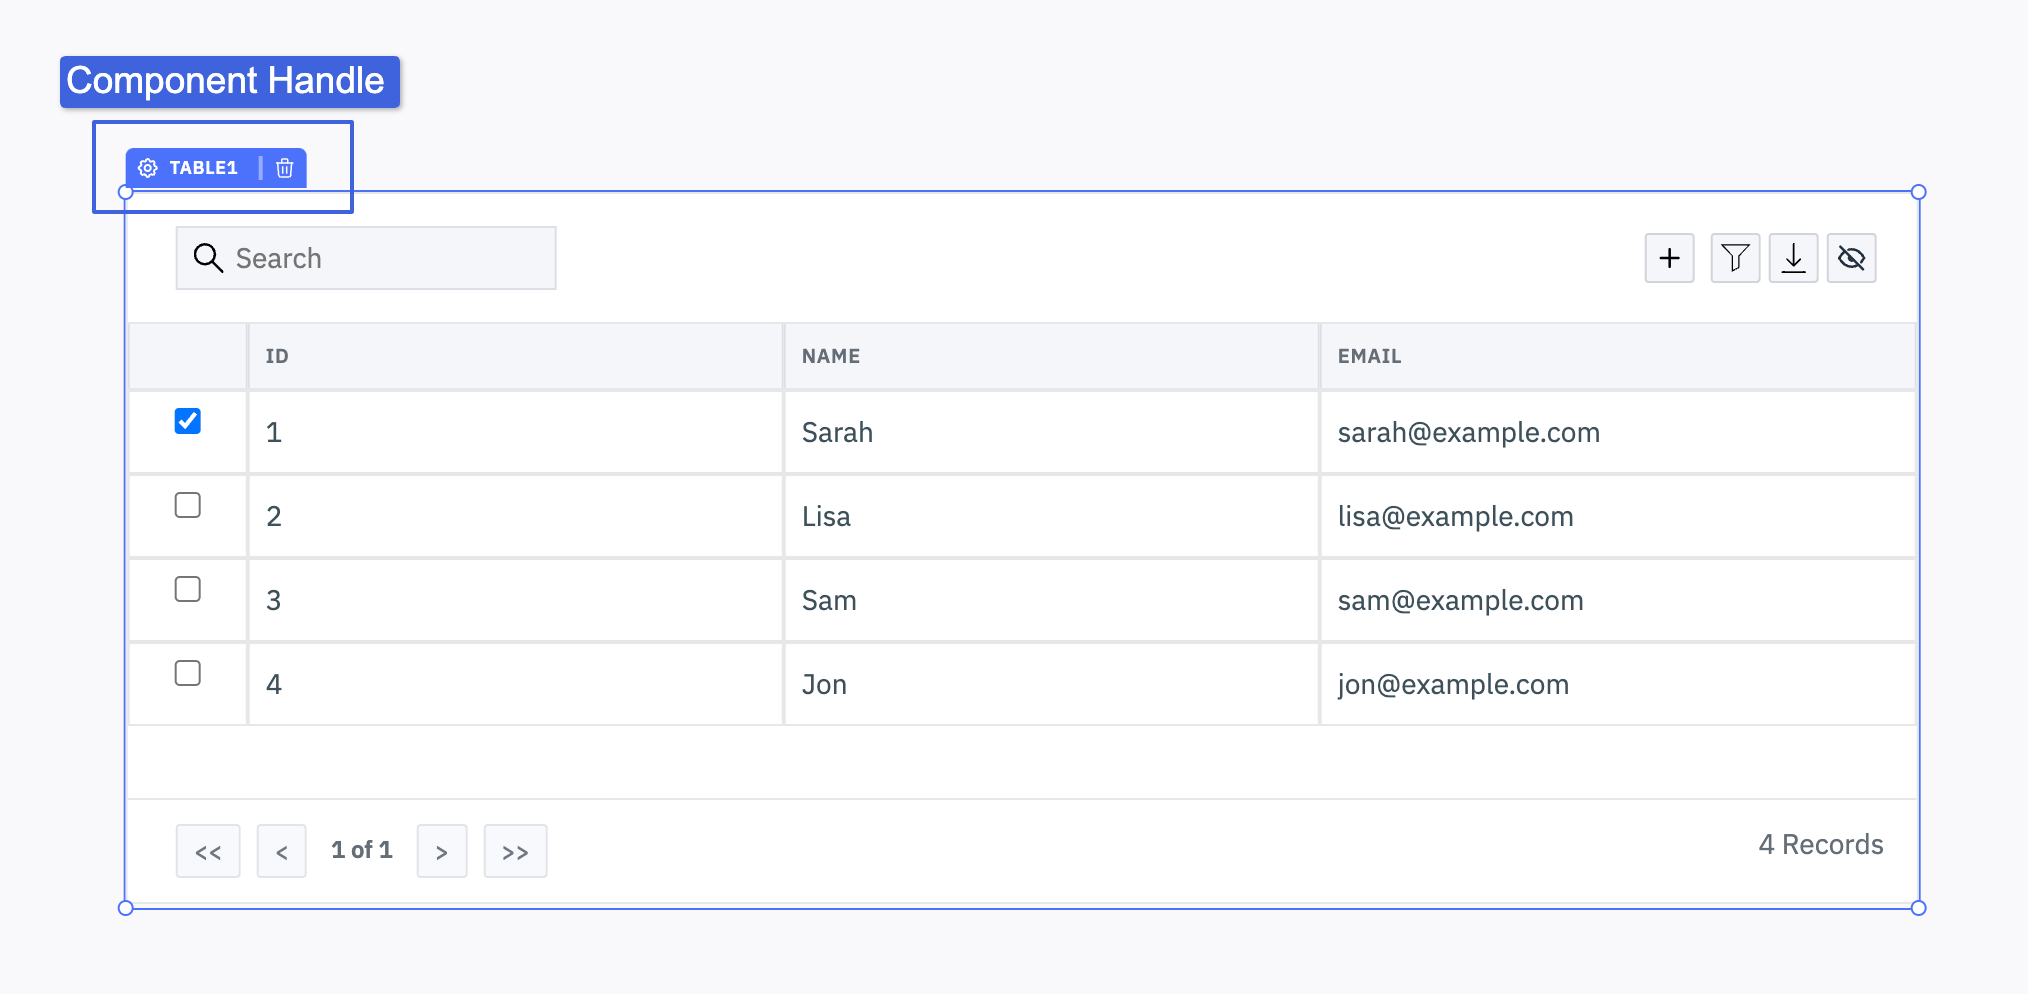 Component Handle
TABLE1
Search
ID NAME EMAIL
1 Sarah sarah@example.com
2 Lisa lisa@example.com
3 Sam sam@example.com
4 Jon jon@example.com
<< < 1 of 1 > >> 4 Records